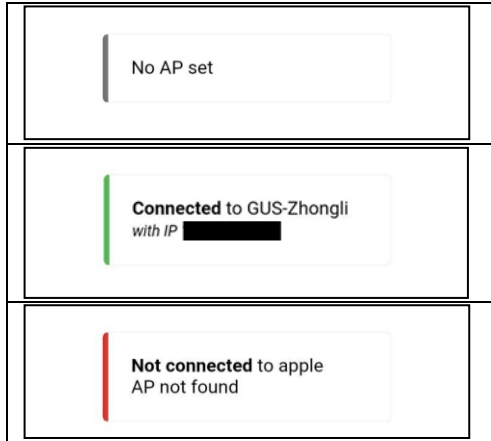 No AP set
Connected to GUS-Zhongli
with IP
Not connected to apple
AP not found